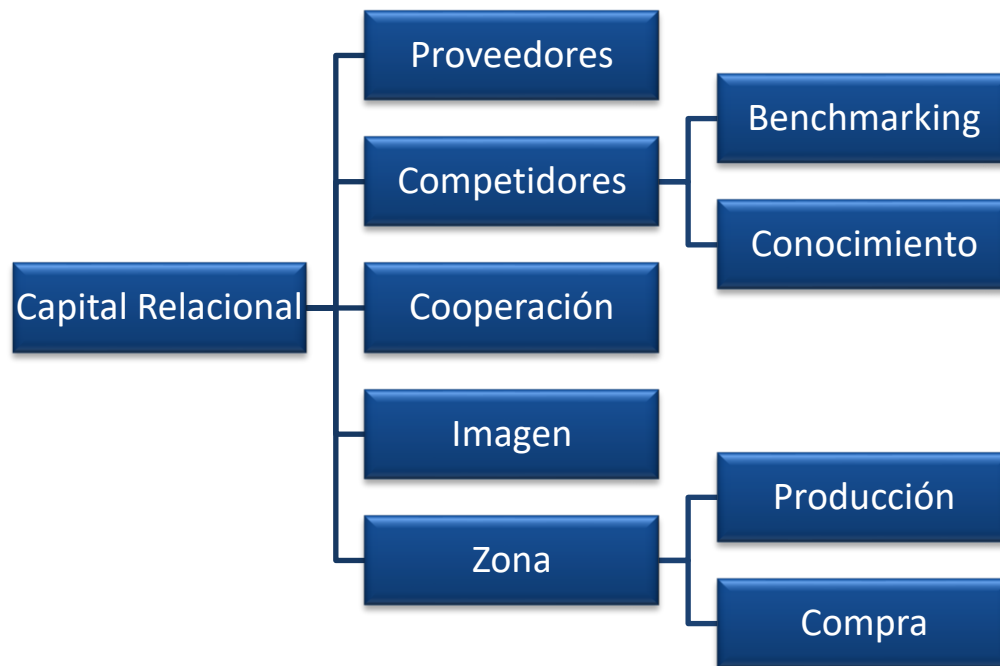 Proveedores
Benchmarking
Competidores
Conocimiento
Capital Relacional
Cooperación
Imagen
Producción
Zona
Compra